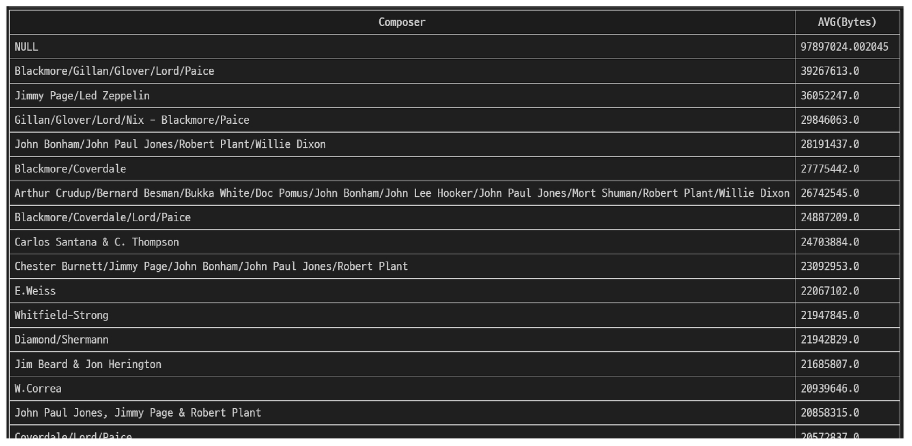 Composer AVG(Bytes)
NULL 97897024.002045
Blackmore/Gillan/Glover/Lord/Paice 39267613.0
Jimmy Page/Led Zeppelin 36052247.0
Gillan/Glover/Lord/Nix - Blackmore/Paice 29846063.0
John Bonham/John Paul Jones/Robert Plant/Willie Dixon 28191437.0
Blackmore/Coverdale 27775442.0
Arthur Crudup/Bernard Besman/Bukka White/Doc Pomus/John Bonham/John Lee Hooker/John Paul Jones/Mort Shuman/Robert Plant/Willie Dixon 26742545.0
Blackmore/Coverdale/Lord/Paice 24887209.0
Carlos Santana & C. Thompson 24703884.0
Chester Burnett/Jimmy Page/John Bonham/John Paul Jones/Robert Plant 23092953.0
E.Weiss 22067102.0
Whitfield-Strong 21947845.0
Diamond/Shermann 21942829.0
Jim Beard & Jon Herington 21685807.0
W.Correa 20939646.0
John Paul Jones, Jimmy Page & Robert Plant 20858315.0
Coverdale/Lord/Paice 20572837.0